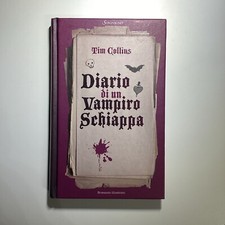 Tim Collins
Diario
di un
Vampiro
Schiappa